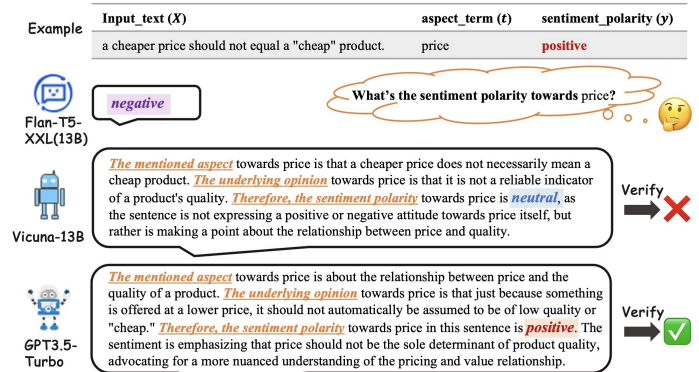 Example
Input_text (X) aspect_term (t) sentiment_polarity (y)
a cheaper price should not equal a "cheap" product. price positive
Flan-T5-
XXL(13B)
negative
What's the sentiment polarity towards price?
Vicuna-13B
The mentioned aspect towards price is that a cheaper price does not necessarily mean a
cheap product. The underlying opinion towards price is that it is not a reliable indicator
of a product's quality. Therefore, the sentiment polarity towards price is neutral, as
the sentence is not expressing a positive or negative attitude towards price itself, but
rather is making a point about the relationship between price and quality.
Verify
GPT3.5-
Turbo
The mentioned aspect towards price is about the relationship between price and the
quality of a product. The underlying opinion towards price is that just because something
is offered at a lower price, it should not automatically be assumed to be of low quality or
"cheap." Therefore, the sentiment polarity towards price in this sentence is positive. The
sentiment is emphasizing that price should not be the sole determinant of product quality,
advocating for a more nuanced understanding of the pricing and value relationship.
Verify